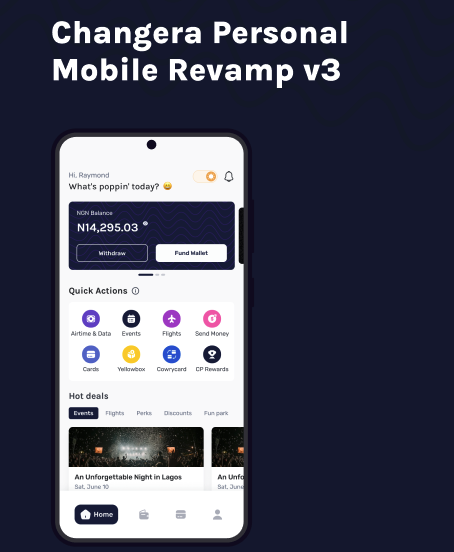 Changera Personal
Mobile Revamp v3
Hi, Raymond
What's poppin' today? 😄
NGN Balance
N14,295.03
Withdraw
Fund Wallet
Quick Actions
Airtime & Data
Events
Flights
Send Money
Cards
Yellowbox
Cowrycard
CP Rewards
Hot deals
Events
Flights
Perks
Discounts
Fun park
An Unforgettable Night in Lagos
Sat, June 10
An Unfo
Sat, Jun
Home